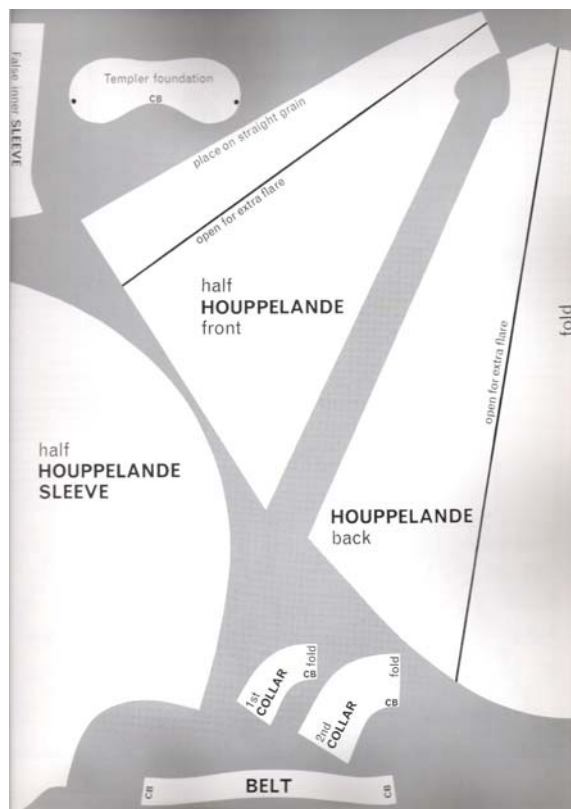 False inner SLEEVE
Templer foundation
CB
place on straight grain
open for extra flare
half
HOUPPELANDE
front
open for extra flare
fold
half
HOUPPELANDE
SLEEVE
HOUPPELANDE
back
1st
COLLAR
fold
CB
2nd
COLLAR
fold
CB
CB
BELT
CB